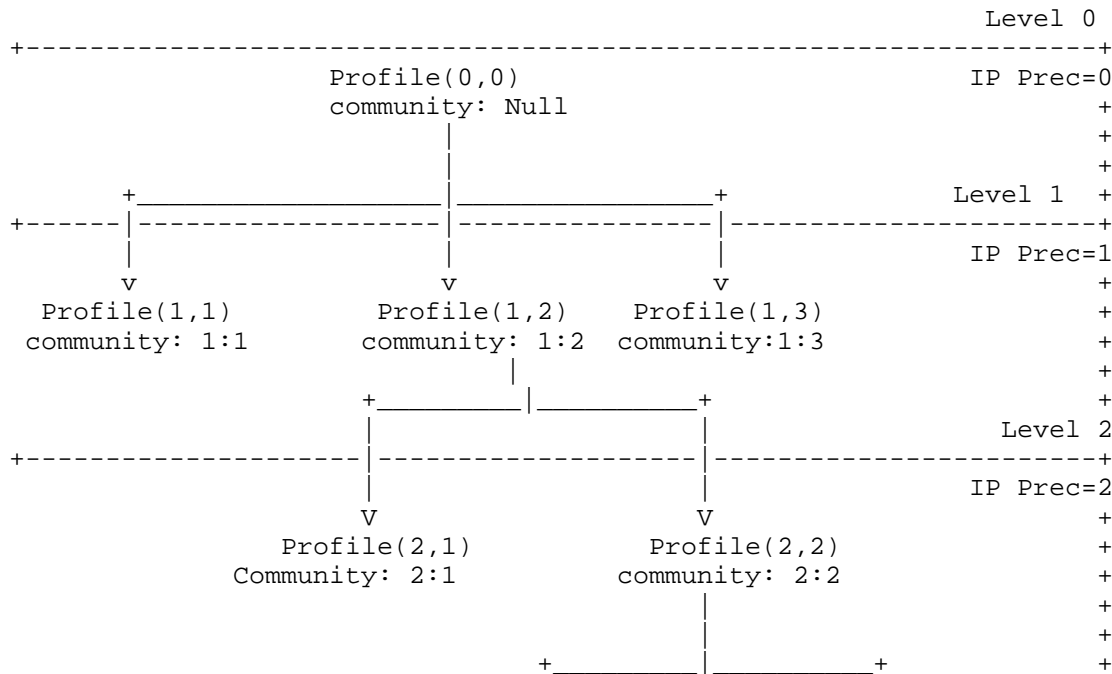 Level 0
Profile(0,0) IP Prec=0
community: Null
Level 1
IP Prec=1
Profile(1,1) Profile(1,2) Profile(1,3)
community: 1:1 community: 1:2 community:1:3
Level 2
IP Prec=2
Profile(2,1) Profile(2,2)
Community: 2:1 community: 2:2